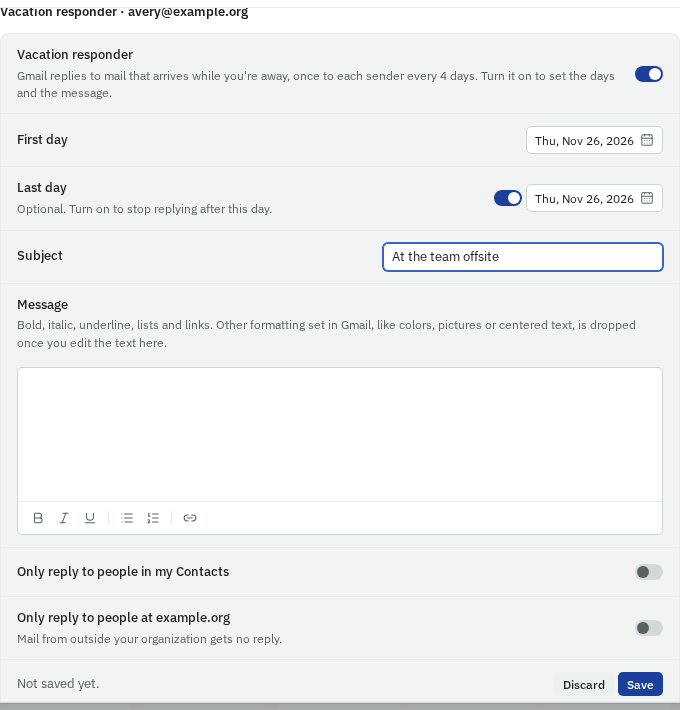 Vacation responder · avery@example.org
Vacation responder
Gmail replies to mail that arrives while you're away, once to each sender every 4 days. Turn it on to set the days
and the message.
First day
Thu, Nov 26, 2026
Last day
Optional. Turn on to stop replying after this day.
Thu, Nov 26, 2026
Subject
At the team offsite
Message
Bold, italic, underline, lists and links. Other formatting set in Gmail, like colors, pictures or centered text, is dropped
once you edit the text here.
Only reply to people in my Contacts
Only reply to people at example.org
Mail from outside your organization gets no reply.
Not saved yet.
Discard
Save